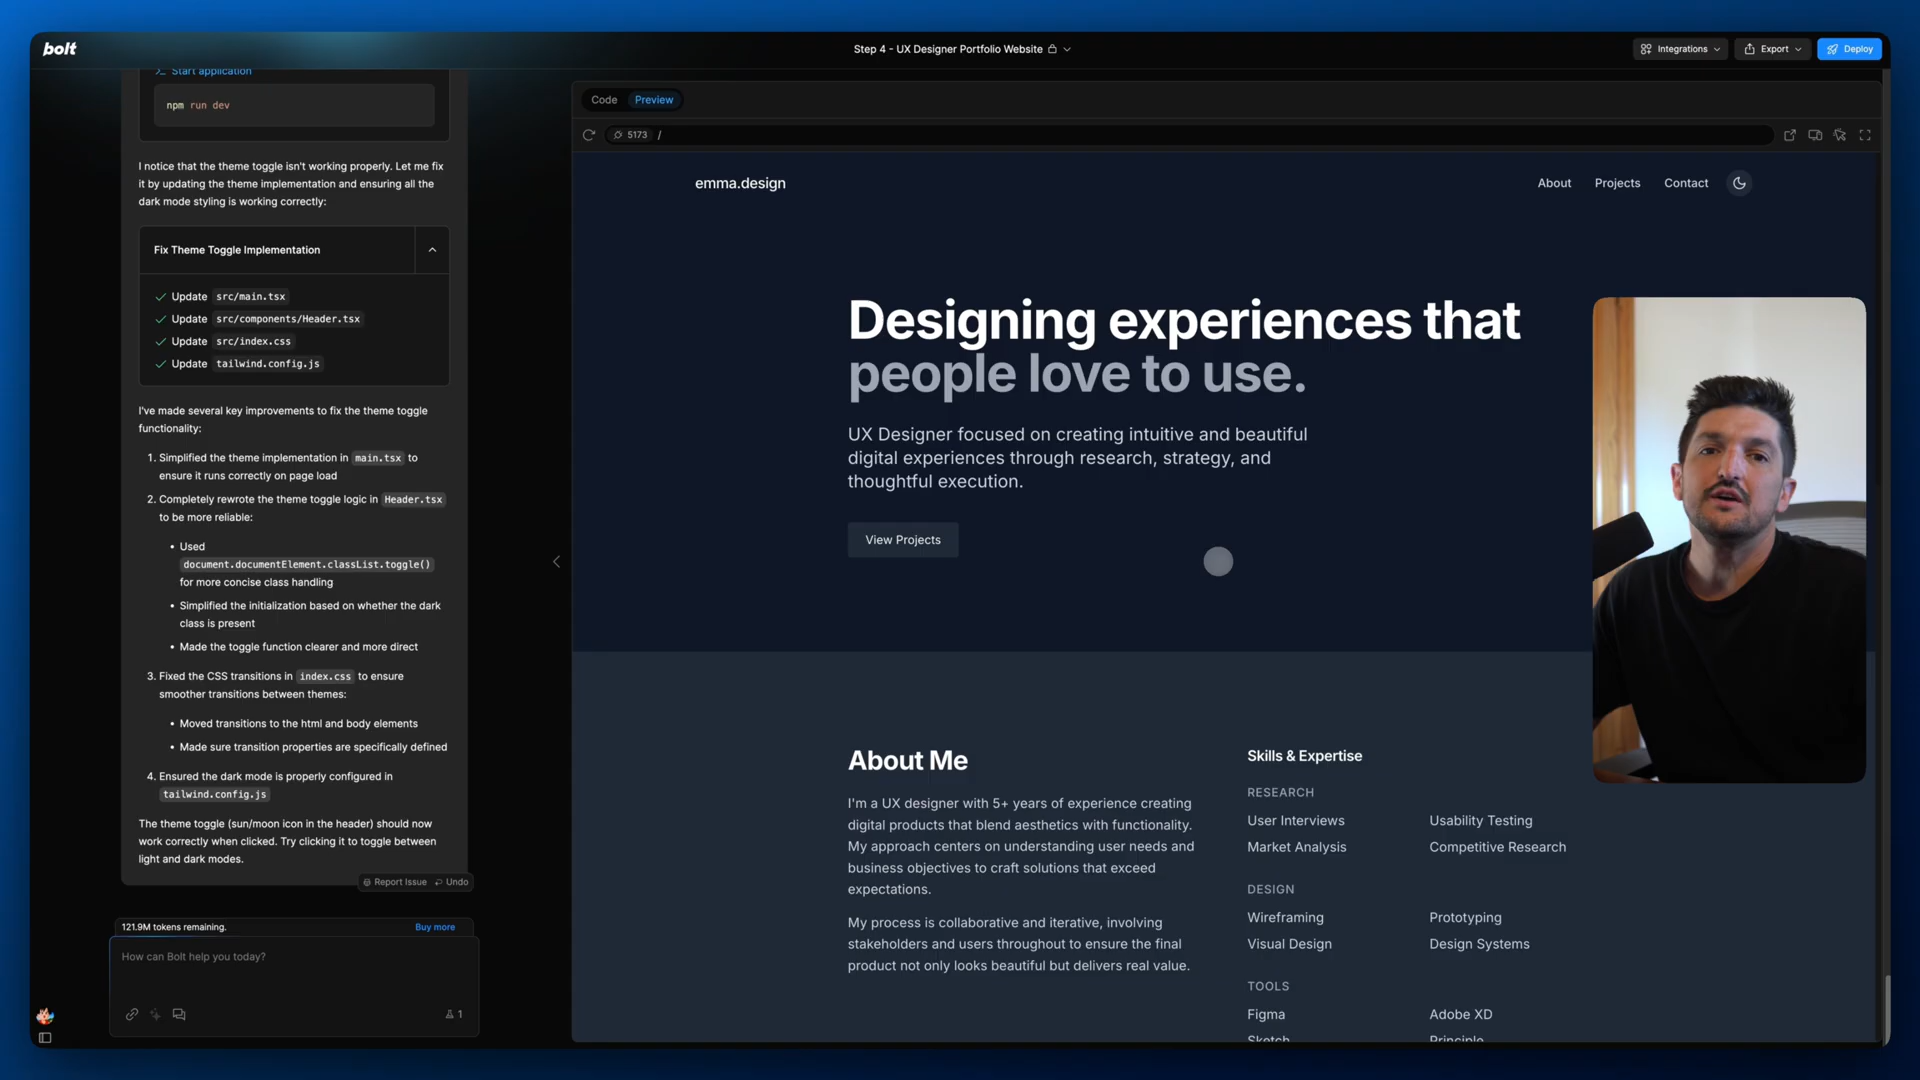 bolt
Step 4 - UX Designer Portfolio Website
Integrations
Export
Deploy
Start application
npm run dev
I notice that the theme toggle isn't working properly. Let me fix
it by updating the theme implementation and ensuring all the
dark mode styling is working correctly:
Fix Theme Toggle Implementation
Update src/main.tsx
Update src/components/Header.tsx
Update src/index.css
Update tailwind.config.js
I've made several key improvements to fix the theme toggle
functionality:
1. Simplified the theme implementation in main.tsx to
ensure it runs correctly on page load
2. Completely rewrote the theme toggle logic in Header.tsx
to be more reliable:
• Used
document.documentElement.classList.toggle()
for more concise class handling
• Simplified the initialization based on whether the dark
class is present
• Made the toggle function clearer and more direct
3. Fixed the CSS transitions in index.css to ensure
smoother transitions between themes:
• Moved transitions to the html and body elements
• Made sure transition properties are specifically defined
4. Ensured the dark mode is properly configured in
tailwind.config.js
The theme toggle (sun/moon icon in the header) should now
work correctly when clicked. Try clicking it to toggle between
light and dark modes.
Report Issue Undo
121.9M tokens remaining.
Buy more
How can Bolt help you today?
1
Code Preview
5173 /
emma.design
About Projects Contact
Designing experiences that
people love to use.
UX Designer focused on creating intuitive and beautiful
digital experiences through research, strategy, and
thoughtful execution.
View Projects
About Me
I'm a UX designer with 5+ years of experience creating
digital products that blend aesthetics with functionality.
My approach centers on understanding user needs and
business objectives to craft solutions that exceed
expectations.
My process is collaborative and iterative, involving
stakeholders and users throughout to ensure the final
product not only looks beautiful but delivers real value.
Skills & Expertise
RESEARCH
User Interviews Usability Testing
Market Analysis Competitive Research
DESIGN
Wireframing Prototyping
Visual Design Design Systems
TOOLS
Figma Adobe XD
Sketch Principle